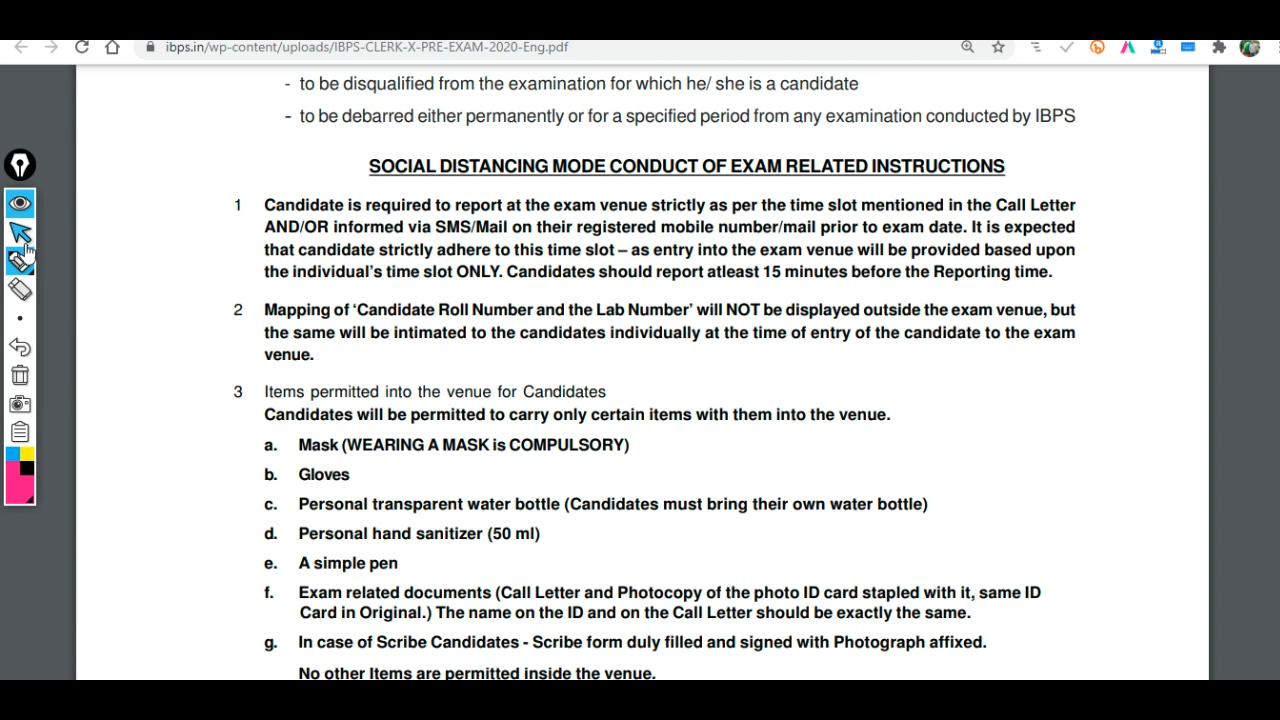 ibps.in/wp-content/uploads/IBPS-CLERK-X-PRE-EXAM-2020-Eng.pdf
- to be disqualified from the examination for which he/ she is a candidate
- to be debarred either permanently or for a specified period from any examination conducted by IBPS
SOCIAL DISTANCING MODE CONDUCT OF EXAM RELATED INSTRUCTIONS
1 Candidate is required to report at the exam venue strictly as per the time slot mentioned in the Call Letter
AND/OR informed via SMS/Mail on their registered mobile number/mail prior to exam date. It is expected
that candidate strictly adhere to this time slot – as entry into the exam venue will be provided based upon
the individual's time slot ONLY. Candidates should report atleast 15 minutes before the Reporting time.
2 Mapping of ‘Candidate Roll Number and the Lab Number’ will NOT be displayed outside the exam venue, but
the same will be intimated to the candidates individually at the time of entry of the candidate to the exam
venue.
3 Items permitted into the venue for Candidates
Candidates will be permitted to carry only certain items with them into the venue.
a. Mask (WEARING A MASK is COMPULSORY)
b. Gloves
c. Personal transparent water bottle (Candidates must bring their own water bottle)
d. Personal hand sanitizer (50 ml)
e. A simple pen
f. Exam related documents (Call Letter and Photocopy of the photo ID card stapled with it, same ID
Card in Original.) The name on the ID and on the Call Letter should be exactly the same.
g. In case of Scribe Candidates - Scribe form duly filled and signed with Photograph affixed.
No other Items are permitted inside the venue.